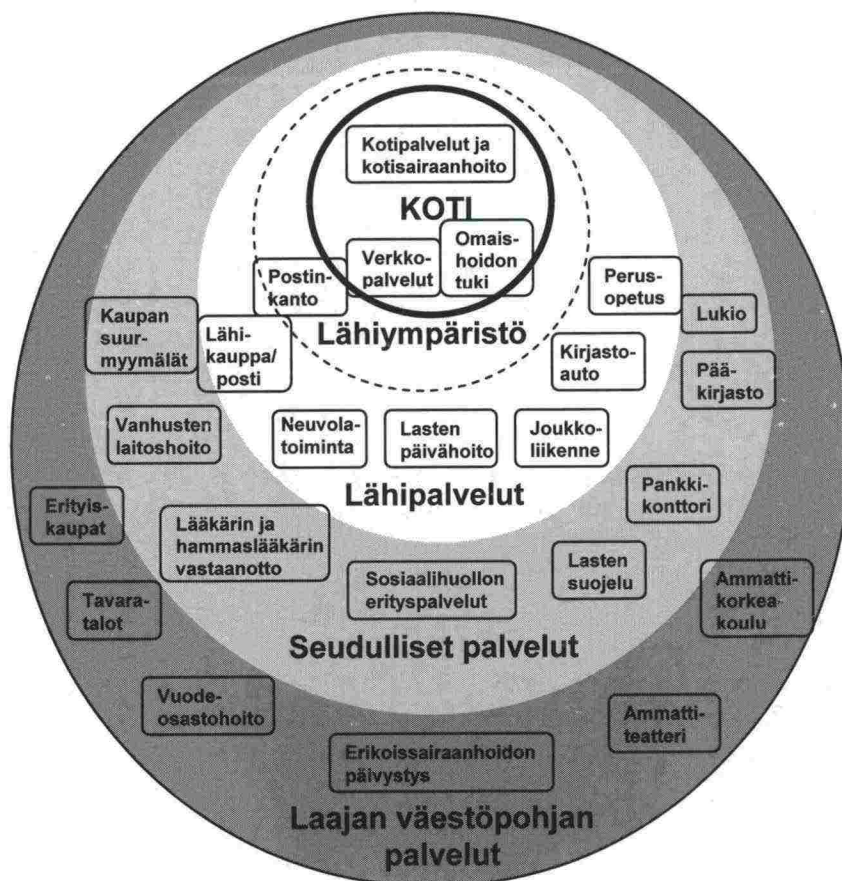 Kotipalvelut ja
kotisairaanhoito
KOTI
Verkko-
palvelut
Omais-
hoidon
tuki
Postin-
kanto
Lähiympäristö
Perus-
opetus
Lukio
Kaupan
suur-
myymälät
Lähi-
kauppa/
posti
Kirjasto-
auto
Pää-
kirjasto
Vanhusten
laitoshoito
Neuvola-
toiminta
Lasten
päivähoito
Joukko-
liikenne
Lähipalvelut
Pankki-
konttori
Erityis-
kaupat
Lääkärin ja
hammaslääkärin
vastaanotto
Sosiaalihuollon
erityspalvelut
Lasten
suojelu
Ammatti-
korkea-
koulu
Tavara-
talot
Seudulliset palvelut
Vuode-
osastohoito
Ammatti-
teatteri
Erikoissairaanhoidon
päivystys
Laajan väestöpohjan
palvelut